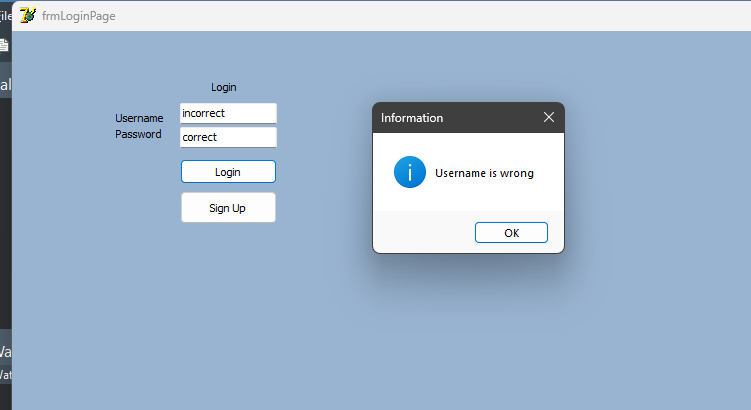 frmLoginPage
Login
Username
incorrect
Password
correct
Login
Sign Up
Information
Username is wrong
OK